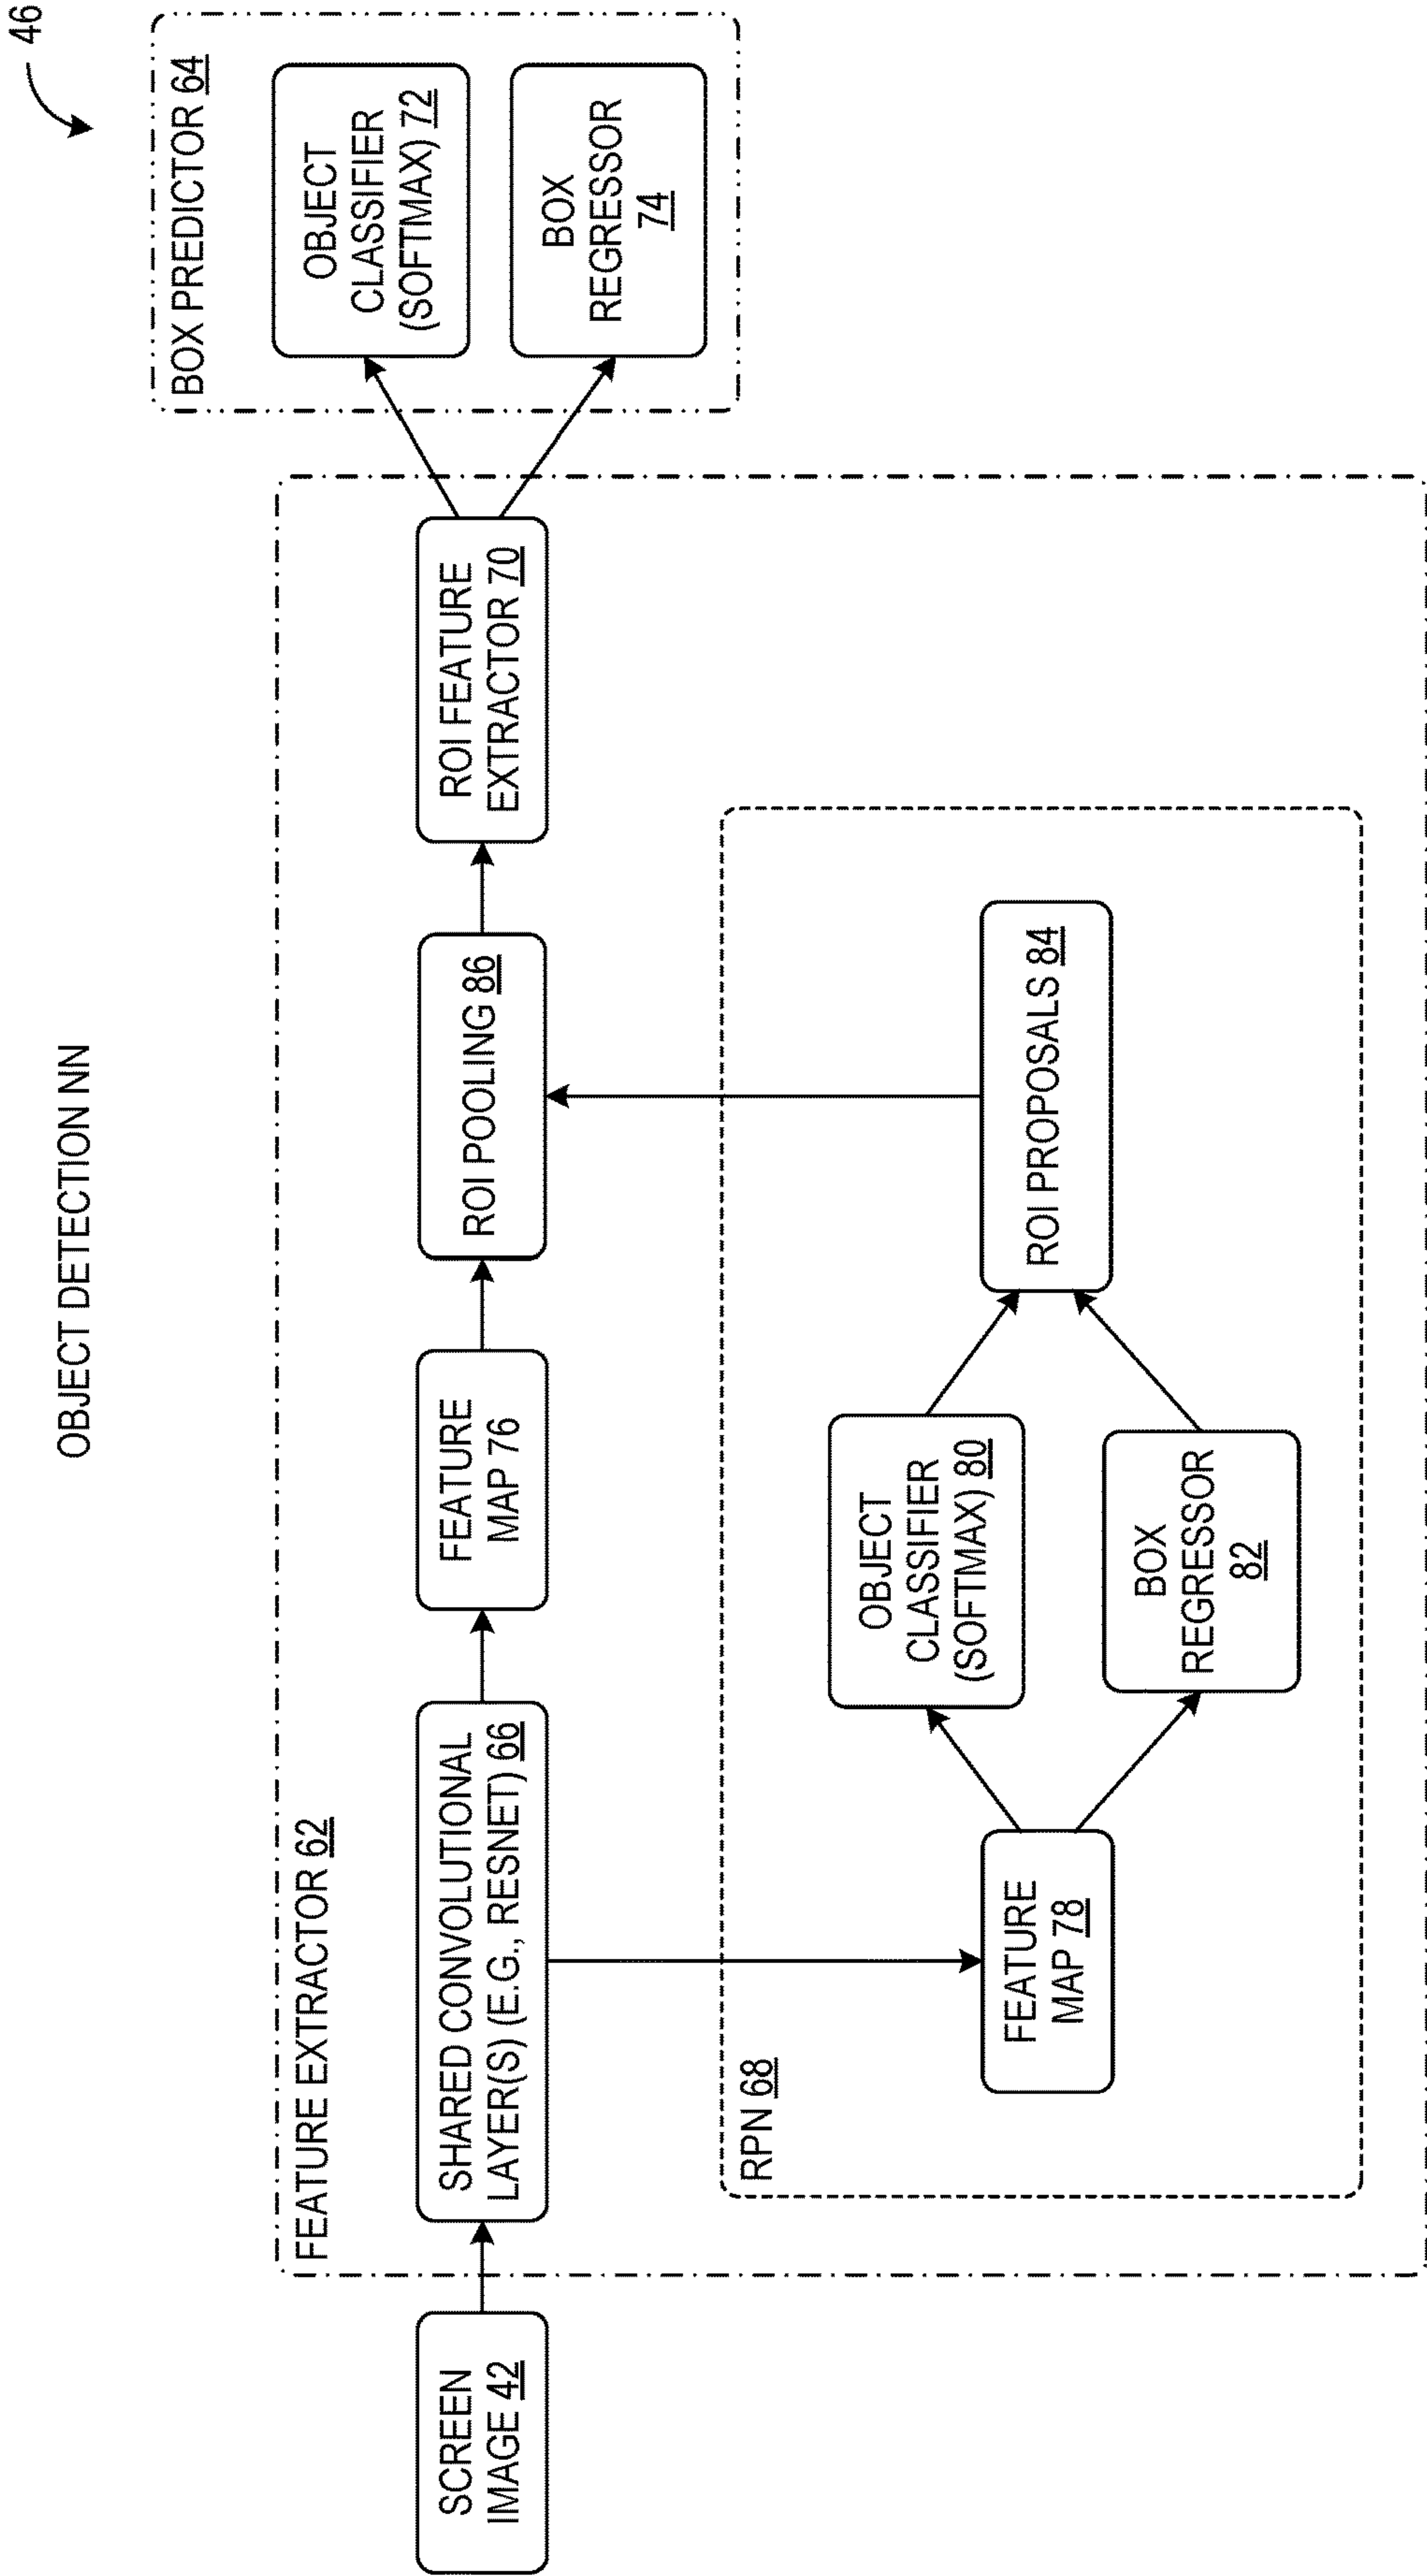 OBJECT DETECTION NN
46
FEATURE EXTRACTOR 62
SCREEN
IMAGE 42
SHARED CONVOLUTIONAL
LAYER(S) (E.G., RESNET) 66
FEATURE
MAP 76
ROI POOLING 86
ROI FEATURE
EXTRACTOR 70
BOX PREDICTOR 64
OBJECT
CLASSIFIER
(SOFTMAX) 72
BOX
REGRESSOR
74
RPN 68
FEATURE
MAP 78
OBJECT
CLASSIFIER
(SOFTMAX) 80
BOX
REGRESSOR
82
ROI PROPOSALS 84